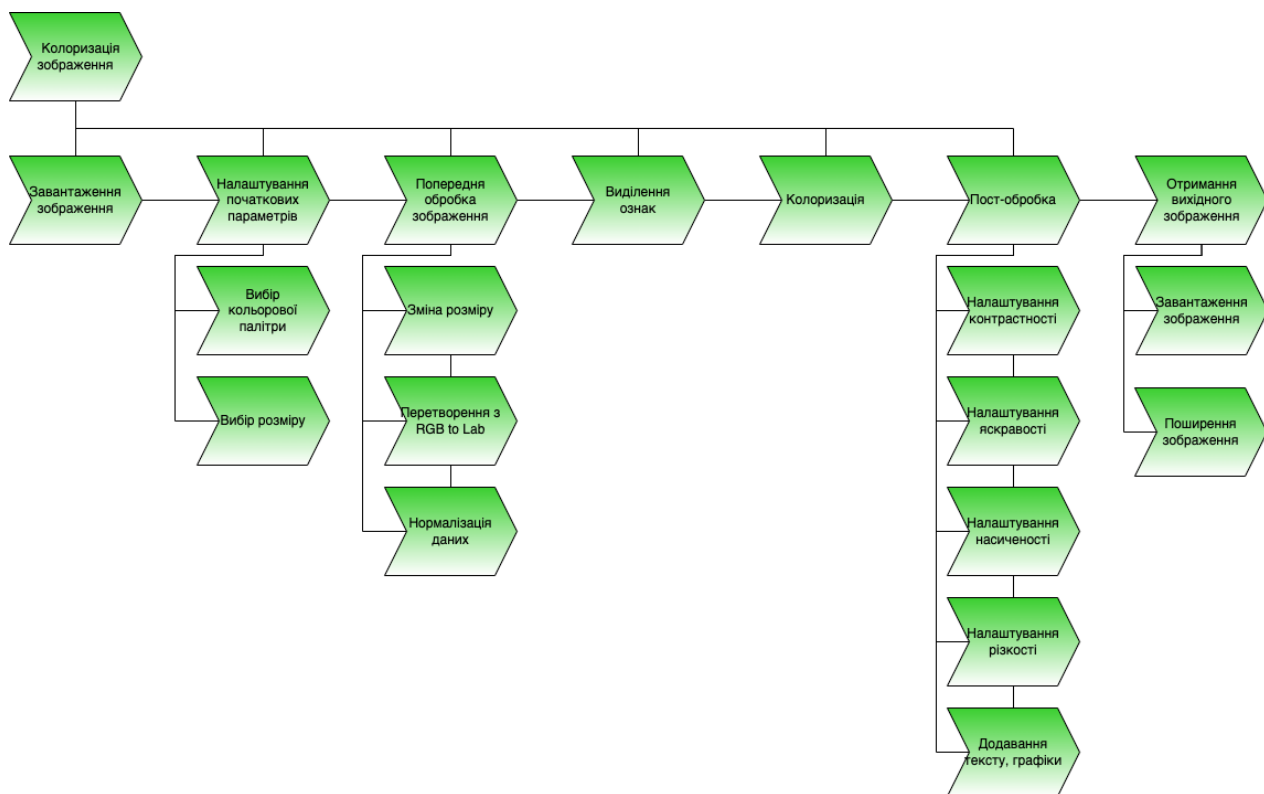 Колоризація
зображення
Завантаження
зображення
Налаштування
початкових
параметрів
Попередня
обробка
зображення
Виділення
ознак
Колоризація
Пост-обробка
Отримання
вихідного
зображення
Вибір
кольорової
палітри
Вибір розміру
Зміна розміру
Перетворення з
RGB to Lab
Нормалізація
даних
Налаштування
контрастності
Налаштування
яскравості
Налаштування
насиченості
Налаштування
різкості
Додавання
тексту, графіки
Завантаження
зображення
Поширення
зображення